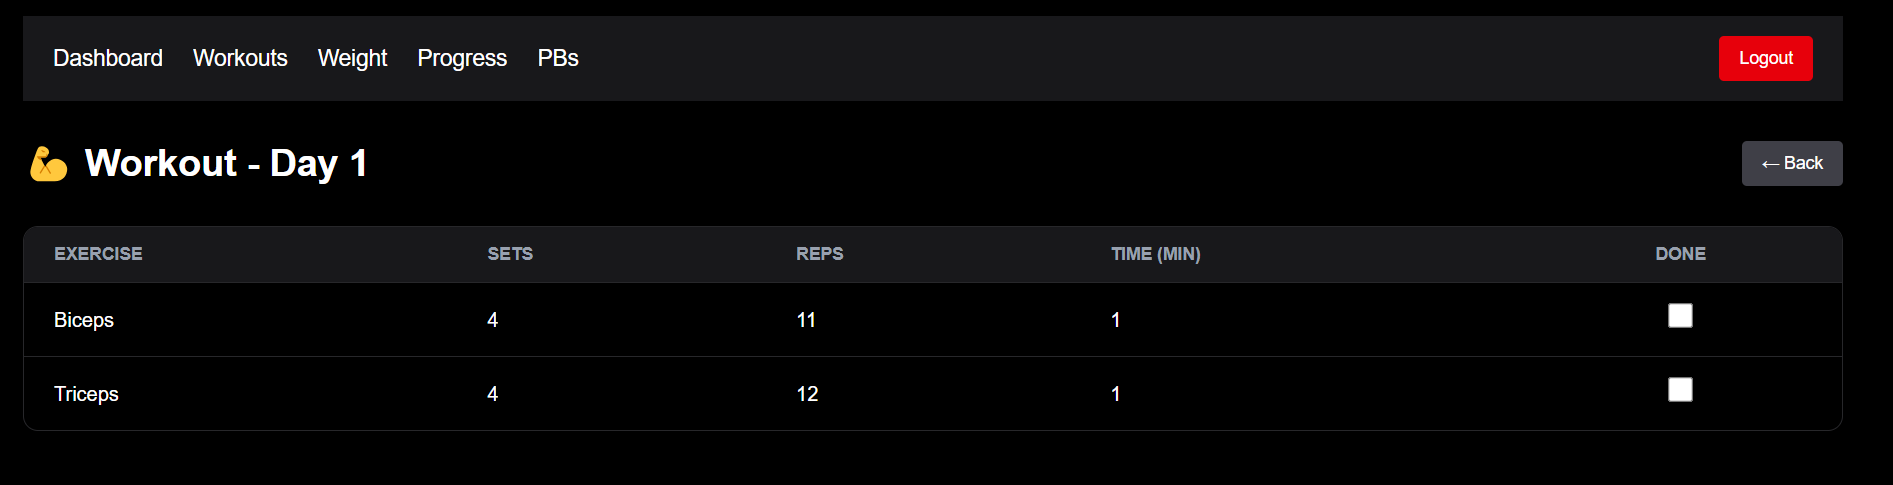 Dashboard Workouts Weight Progress PBs Logout
💪 Workout - Day 1 ← Back
EXERCISE SETS REPS TIME (MIN) DONE
Biceps 4 11 1
Triceps 4 12 1